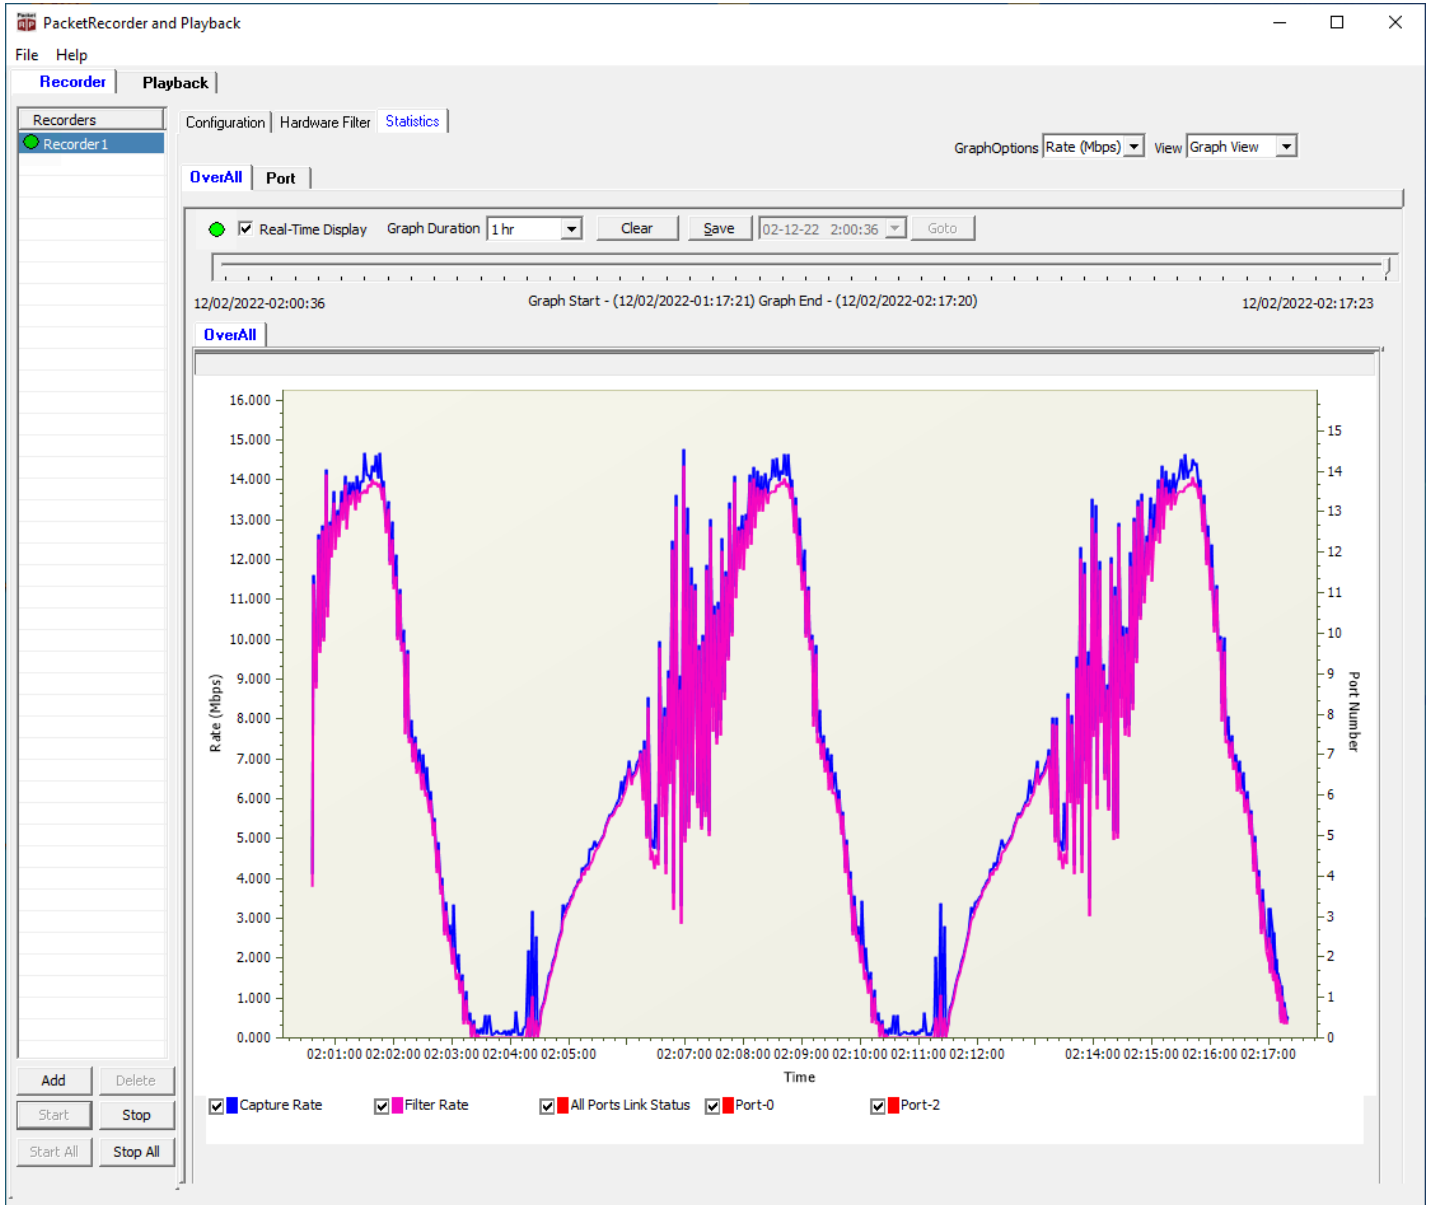 PacketRecorder and Playback
File Help
Recorder Playback
Recorders
Recorder1
Configuration Hardware Filter Statistics
GraphOptions Rate (Mbps) View Graph View
OverAll Port
Real-Time Display Graph Duration 1 hr Clear Save 02-12-22 2:00:36 Goto
12/02/2022-02:00:36 Graph Start - (12/02/2022-01:17:21) Graph End - (12/02/2022-02:17:20) 12/02/2022-02:17:23
OverAll
16.000
15.000
14.000
13.000
12.000
11.000
10.000
9.000
8.000
7.000
6.000
5.000
4.000
3.000
2.000
1.000
0.000
Rate (Mbps)
15
14
13
12
11
10
9
8
7
6
5
4
3
2
1
0
Port Number
02:01:00 02:02:00 02:03:00 02:04:00 02:05:00 02:07:00 02:08:00 02:09:00 02:10:00 02:11:00 02:12:00 02:14:00 02:15:00 02:16:00 02:17:00
Time
Capture Rate Filter Rate All Ports Link Status Port-0 Port-2
Add Delete
Start Stop
Start All Stop All